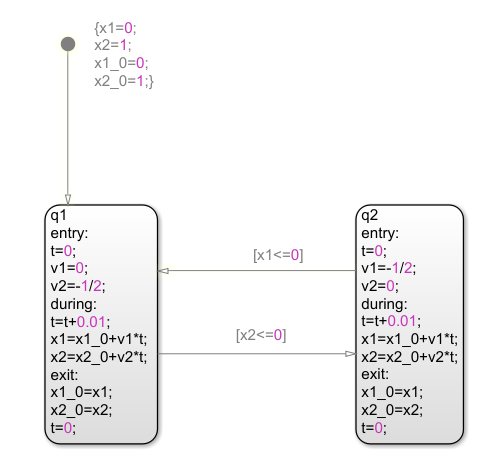 {x1=0;
x2=1;
x1_0=0;
x2_0=1;}
q1
entry:
t=0;
v1=0;
v2=-1/2;
during:
t=t+0.01;
x1=x1_0+v1*t;
x2=x2_0+v2*t;
exit:
x1_0=x1;
x2_0=x2;
t=0;
[x1<=0]
[x2<=0]
q2
entry:
t=0;
v1=-1/2;
v2=0;
during:
t=t+0.01;
x1=x1_0+v1*t;
x2=x2_0+v2*t;
exit:
x1_0=x1;
x2_0=x2;
t=0;